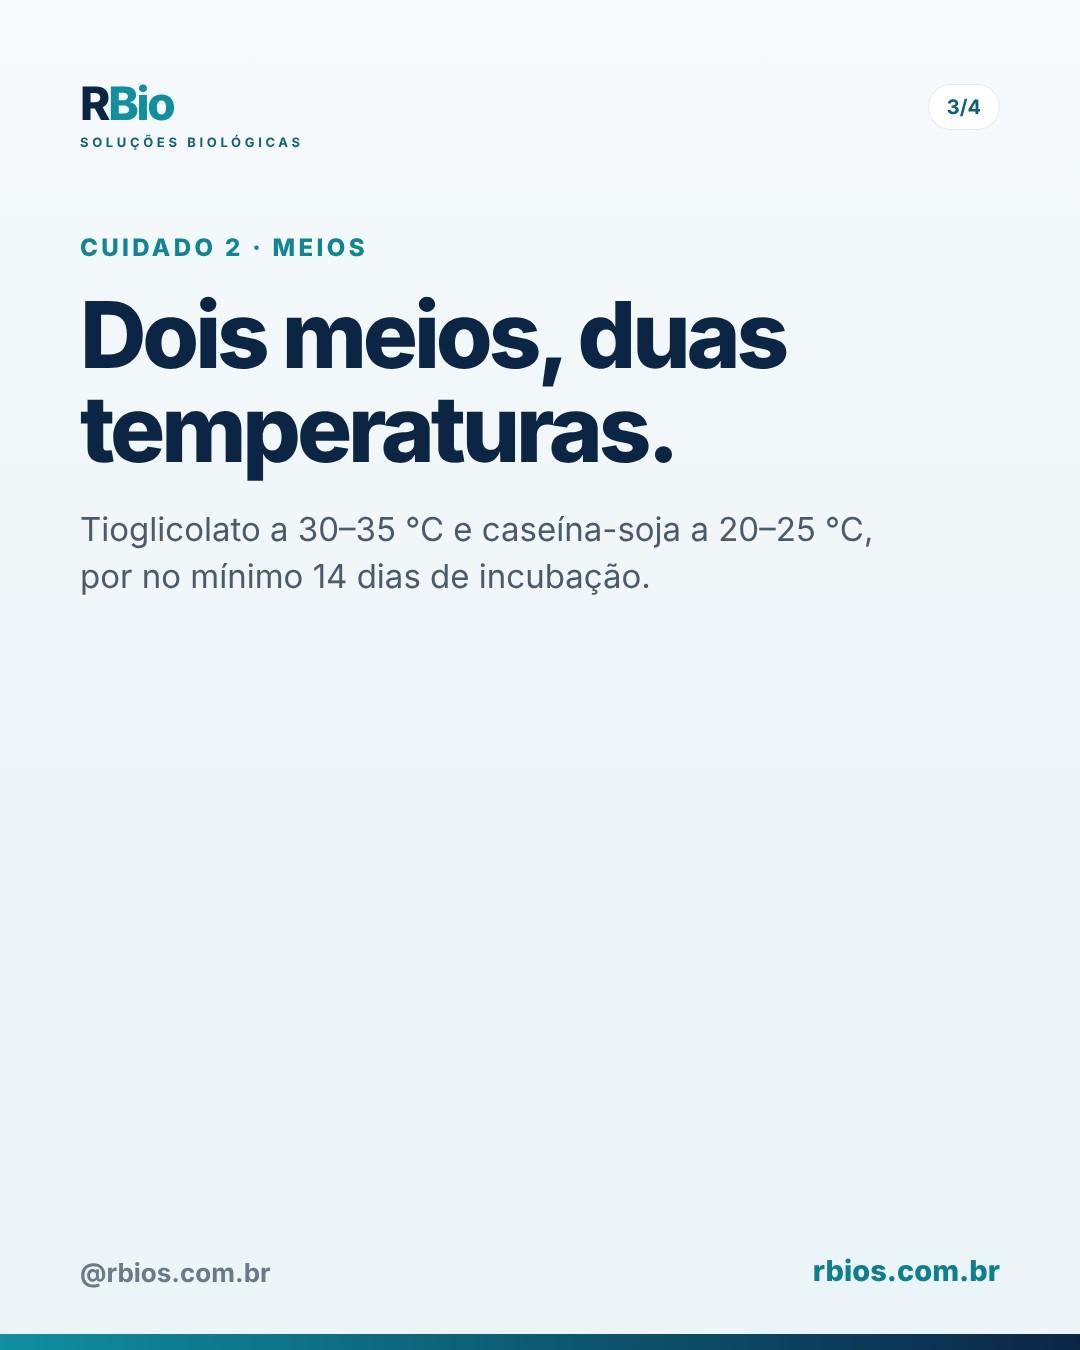 RBio
SOLUÇÕES BIOLÓGICAS
3/4
CUIDADO 2 · MEIOS
Dois meios, duas
temperaturas.
Tioglicolato a 30–35 °C e caseína-soja a 20–25 °C,
por no mínimo 14 dias de incubação.
@rbios.com.br
rbios.com.br